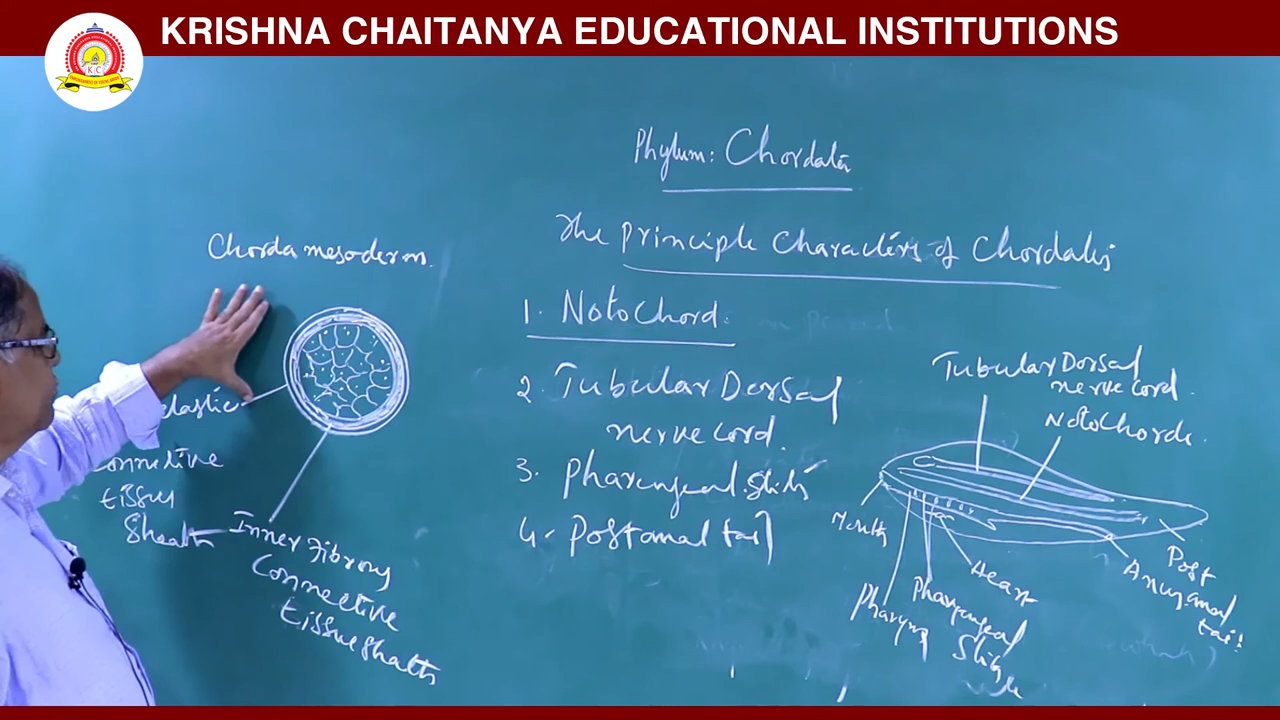 KRISHNA CHAITANYA EDUCATIONAL INSTITUTIONS
K C
Phylum: Chordata
The principle characters of Chordates
1. Notochord:
2. Tubular Dorsal
nerve cord.
3. Pharyngeal slits
4. Postanal tail
Chorda mesoderm.
elastic
connective
tissue
Sheath
Inner Fibrous
Connective
tissue sheath
Tubular Dorsal
nerve cord.
Notochords.
Mouth
Pharynx
Pharyngeal
Slits
Heart
Anus
Post
anal
tail